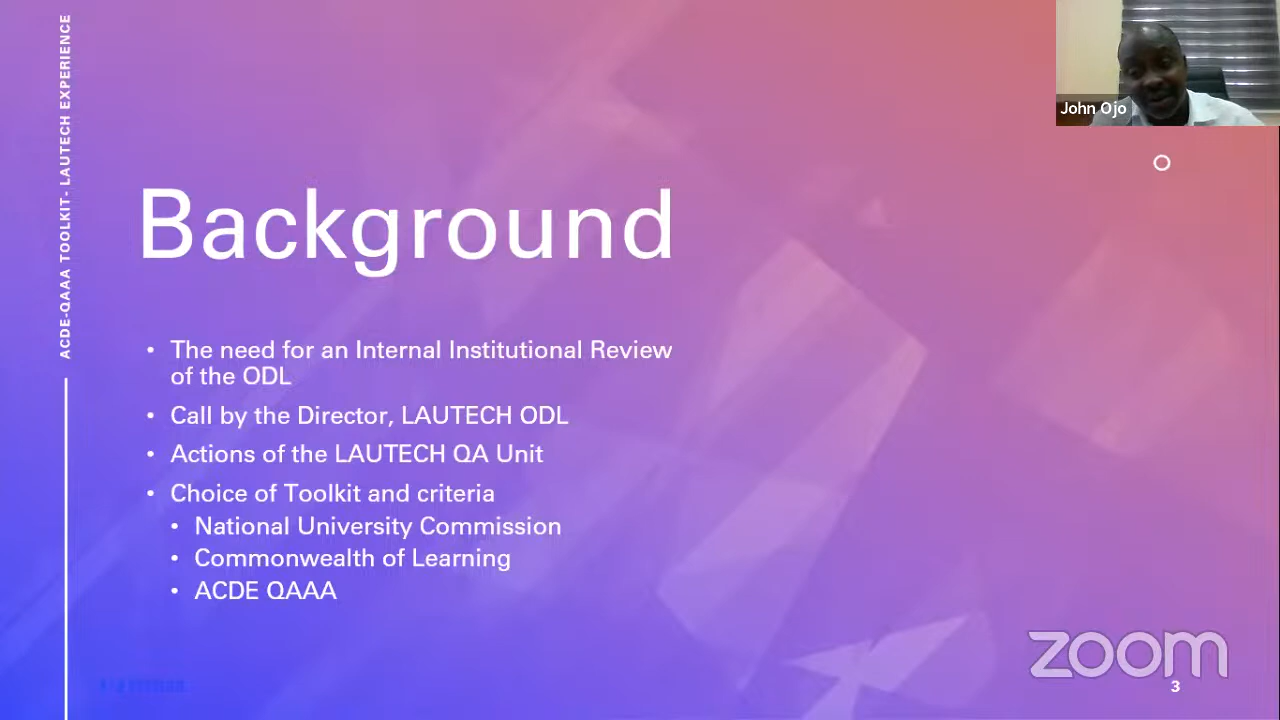 ACDE-QAAA TOOLKIT- LAUTECH EXPERIENCE
John Ojo
Background
• The need for an Internal Institutional Review
of the ODL
• Call by the Director, LAUTECH ODL
• Actions of the LAUTECH QA Unit
• Choice of Toolkit and criteria
• National University Commission
• Commonwealth of Learning
• ACDE QAAA
zoom
3